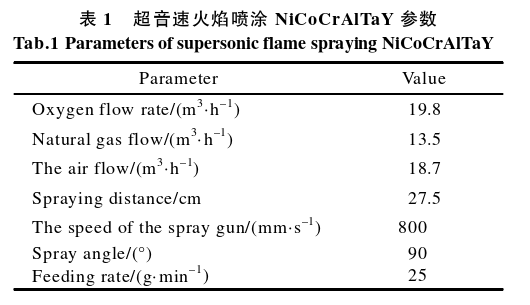 表 1 超音速火焰喷涂 NiCoCrAlTaY 参数
Tab.1 Parameters of supersonic flame spraying NiCoCrAlTaY
Parameter Value
Oxygen flow rate/(m³·h⁻¹) 19.8
Natural gas flow/(m³·h⁻¹) 13.5
The air flow/(m³·h⁻¹) 18.7
Spraying distance/cm 27.5
The speed of the spray gun/(mm·s⁻¹) 800
Spray angle/(°) 90
Feeding rate/(g·min⁻¹) 25